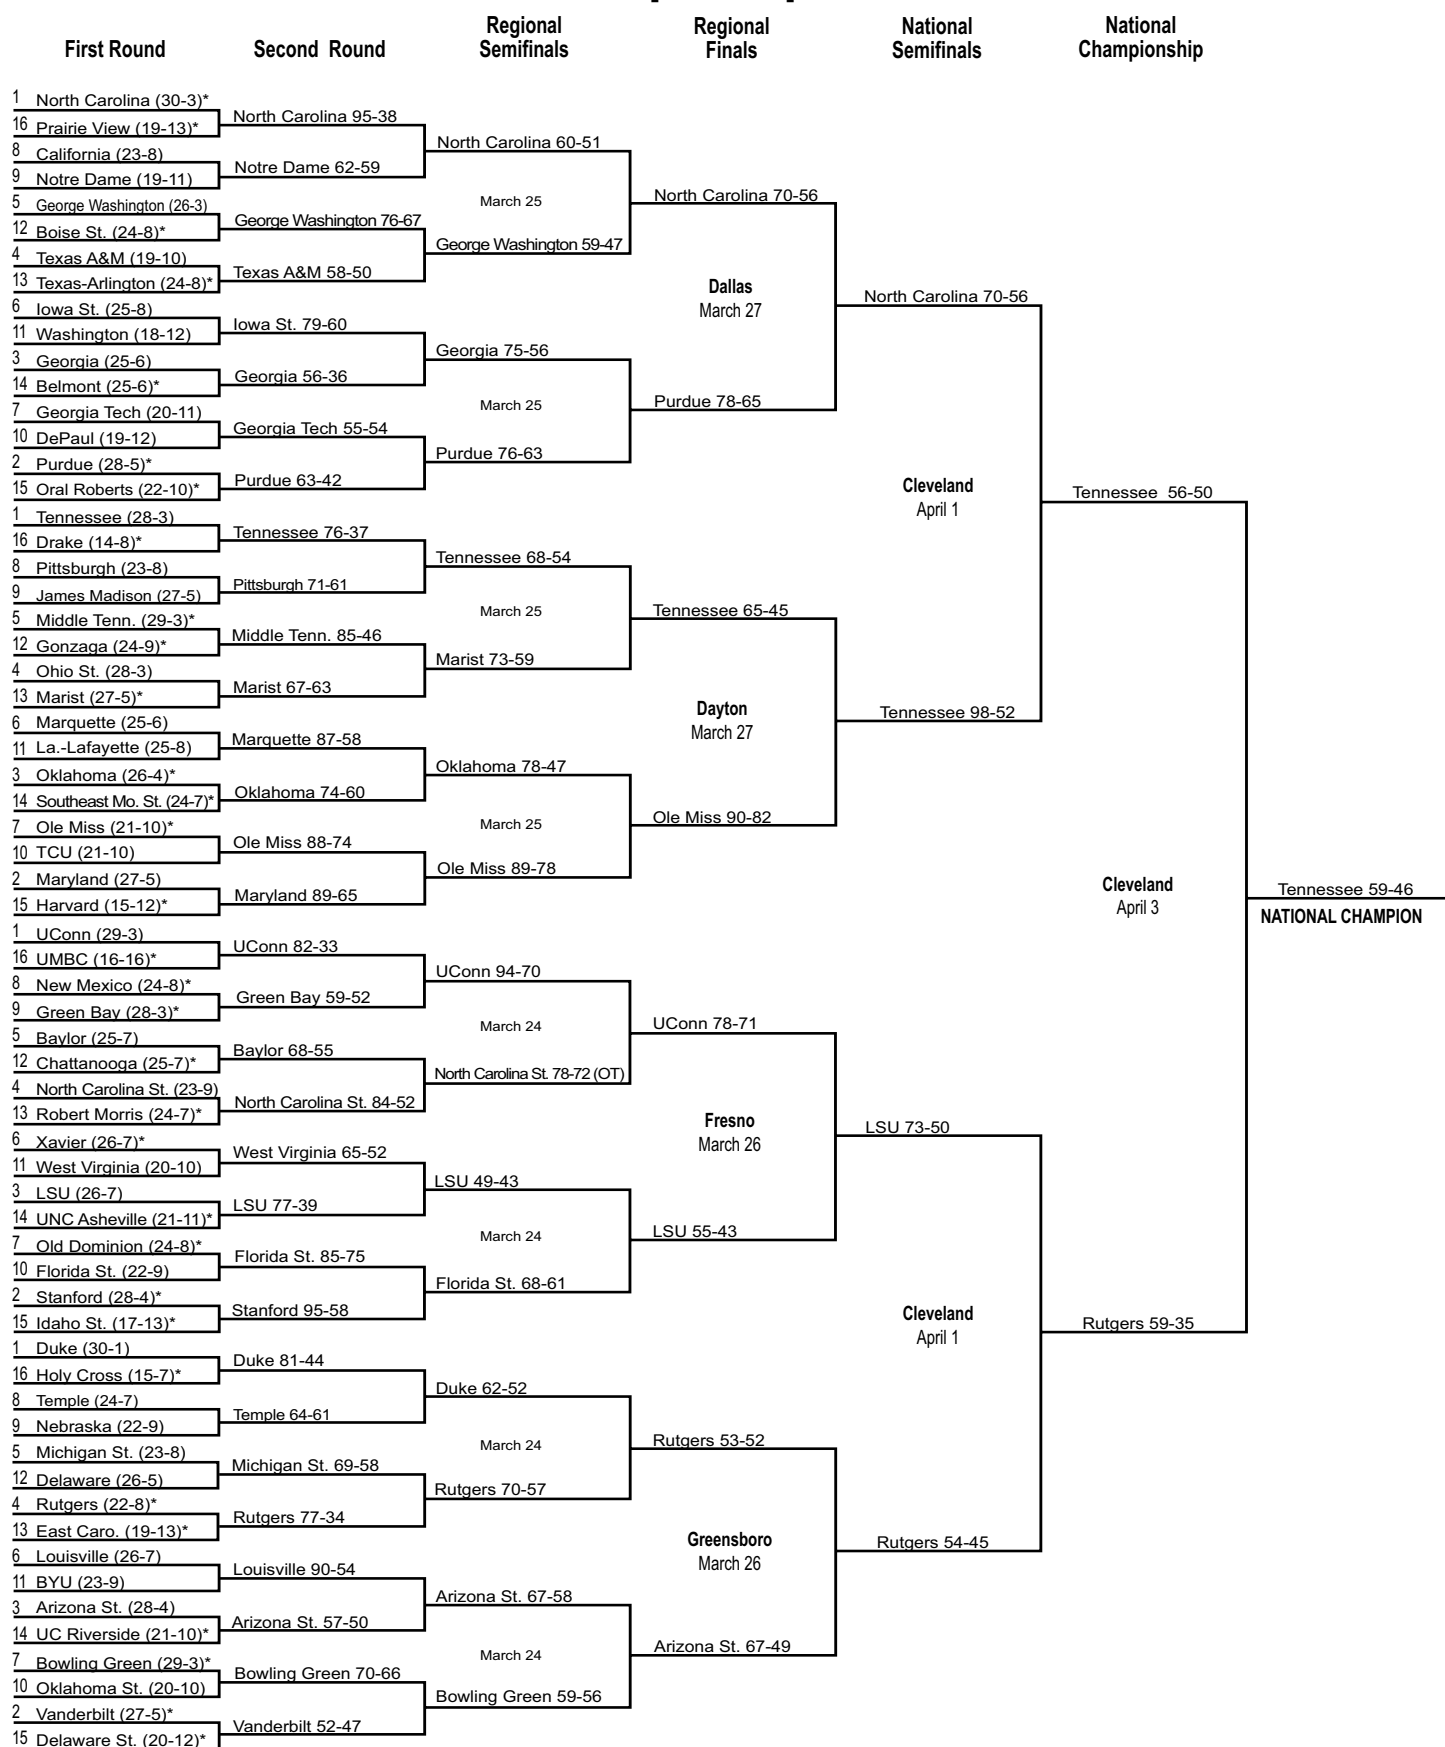 First Round
Second Round
Regional
Semifinals
Regional
Finals
National
Semifinals
National
Championship
1 North Carolina (30-3)*
16 Prairie View (19-13)*
8 California (23-8)
9 Notre Dame (19-11)
5 George Washington (26-3)
12 Boise St. (24-8)*
4 Texas A&M (19-10)
13 Texas-Arlington (24-8)*
6 Iowa St. (25-8)
11 Washington (18-12)
3 Georgia (25-6)
14 Belmont (25-6)*
7 Georgia Tech (20-11)
10 DePaul (19-12)
2 Purdue (28-5)*
15 Oral Roberts (22-10)*
1 Tennessee (28-3)
16 Drake (14-8)*
8 Pittsburgh (23-8)
9 James Madison (27-5)
5 Middle Tenn. (29-3)*
12 Gonzaga (24-9)*
4 Ohio St. (28-3)
13 Marist (27-5)*
6 Marquette (25-6)
11 La.-Lafayette (25-8)
3 Oklahoma (26-4)*
14 Southeast Mo. St. (24-7)*
7 Ole Miss (21-10)*
10 TCU (21-10)
2 Maryland (27-5)
15 Harvard (15-12)*
1 UConn (29-3)
16 UMBC (16-16)*
8 New Mexico (24-8)*
9 Green Bay (28-3)*
5 Baylor (25-7)
12 Chattanooga (25-7)*
4 North Carolina St. (23-9)
13 Robert Morris (24-7)*
6 Xavier (26-7)*
11 West Virginia (20-10)
3 LSU (26-7)
14 UNC Asheville (21-11)*
7 Old Dominion (24-8)*
10 Florida St. (22-9)
2 Stanford (28-4)*
15 Idaho St. (17-13)*
1 Duke (30-1)
16 Holy Cross (15-7)*
8 Temple (24-7)
9 Nebraska (22-9)
5 Michigan St. (23-8)
12 Delaware (26-5)
4 Rutgers (22-8)*
13 East Caro. (19-13)*
6 Louisville (26-7)
11 BYU (23-9)
3 Arizona St. (28-4)
14 UC Riverside (21-10)*
7 Bowling Green (29-3)*
10 Oklahoma St. (20-10)
2 Vanderbilt (27-5)*
15 Delaware St. (20-12)*
North Carolina 95-38
Notre Dame 62-59
George Washington 76-67
Texas A&M 58-50
Iowa St. 79-60
Georgia 56-36
Georgia Tech 55-54
Purdue 63-42
Tennessee 76-37
Pittsburgh 71-61
Middle Tenn. 85-46
Marist 67-63
Marquette 87-58
Oklahoma 74-60
Ole Miss 88-74
Maryland 89-65
UConn 82-33
Green Bay 59-52
Baylor 68-55
North Carolina St. 84-52
West Virginia 65-52
LSU 77-39
Florida St. 85-75
Stanford 95-58
Duke 81-44
Temple 64-61
Michigan St. 69-58
Rutgers 77-34
Louisville 90-54
Arizona St. 57-50
Bowling Green 70-66
Vanderbilt 52-47
North Carolina 60-51
March 25
George Washington 59-47
Georgia 75-56
March 25
Purdue 76-63
Tennessee 68-54
March 25
Marist 73-59
Oklahoma 78-47
March 25
Ole Miss 89-78
UConn 94-70
March 24
North Carolina St. 78-72 (OT)
LSU 49-43
March 24
Florida St. 68-61
Duke 62-52
March 24
Rutgers 70-57
Arizona St. 67-58
March 24
Bowling Green 59-56
North Carolina 70-56
Dallas
March 27
Purdue 78-65
Tennessee 65-45
Dayton
March 27
Ole Miss 90-82
UConn 78-71
Fresno
March 26
LSU 55-43
Rutgers 53-52
Greensboro
March 26
Arizona St. 67-49
North Carolina 70-56
Cleveland
April 1
Tennessee 98-52
LSU 73-50
Cleveland
April 1
Rutgers 54-45
Tennessee 56-50
Cleveland
April 3
Rutgers 59-35
Tennessee 59-46
NATIONAL CHAMPION